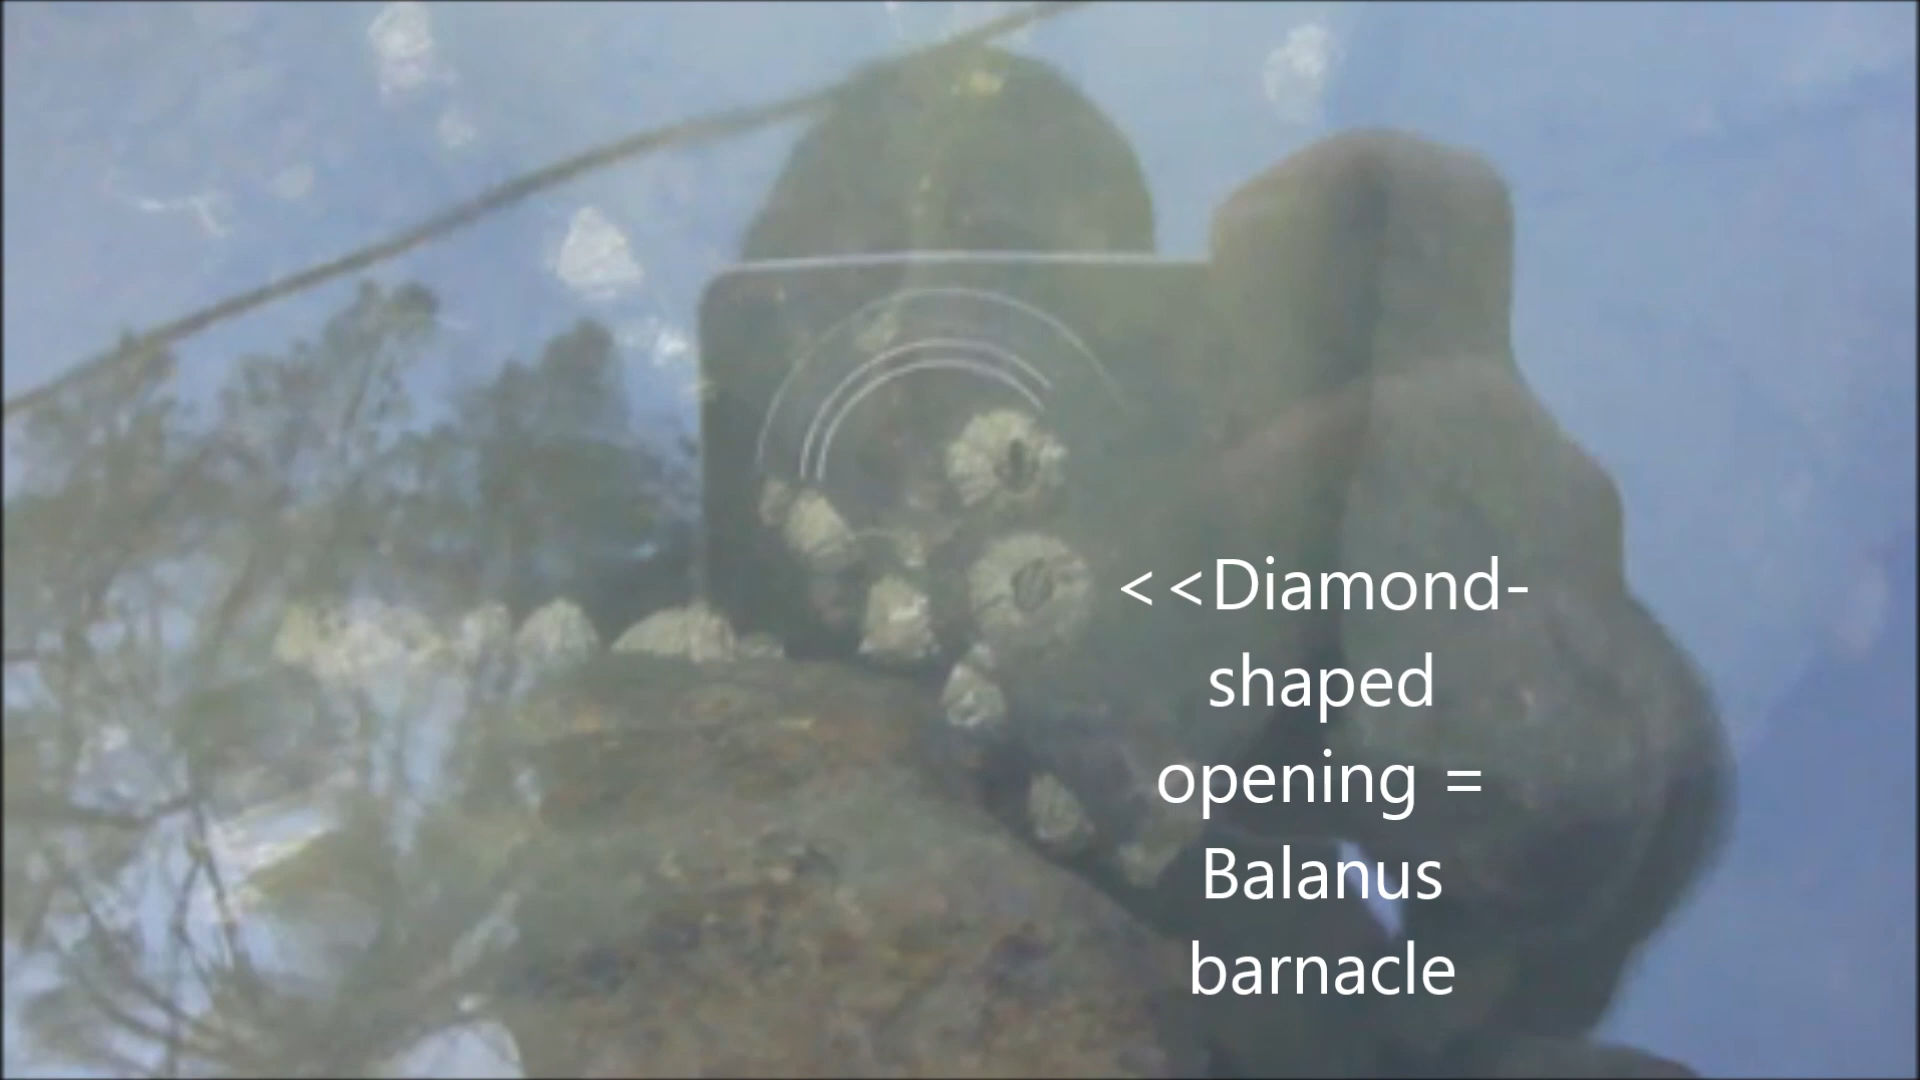 <<Diamond-
shaped
opening =
Balanus
barnacle